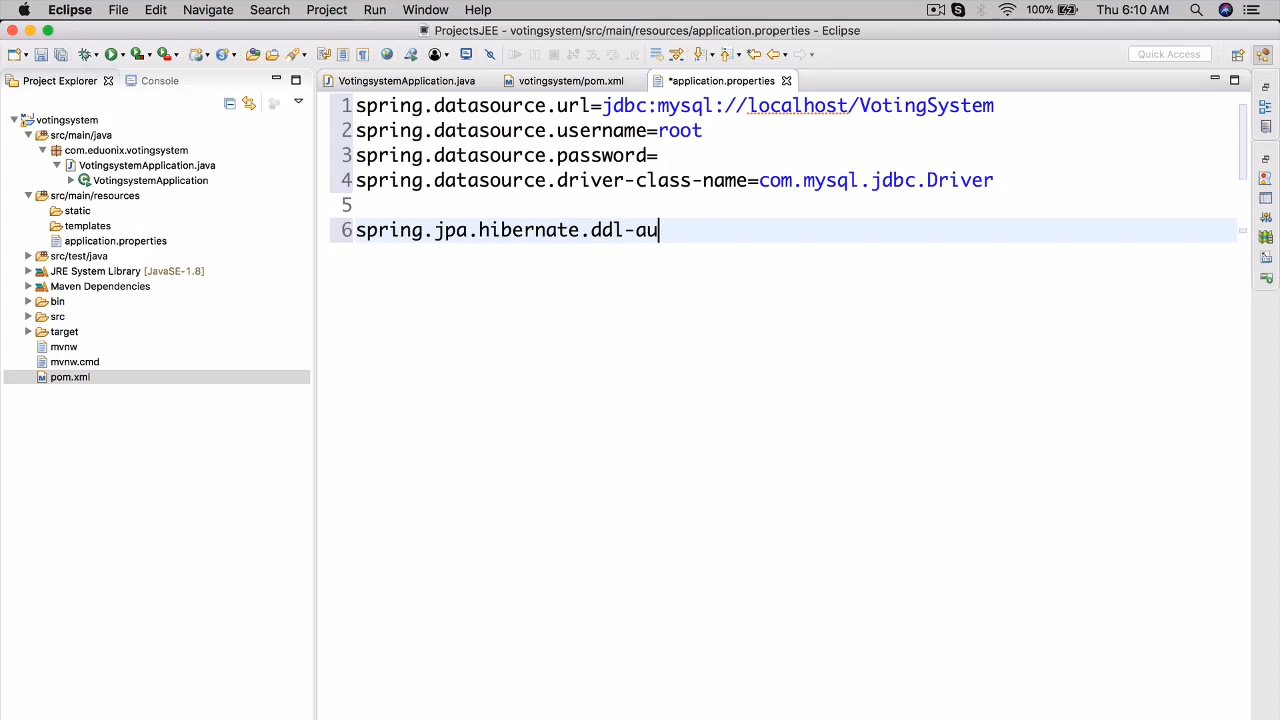 Eclipse File Edit Navigate Search Project Run Window Help 100% Thu 6:10 AM
ProjectsJEE - votingsystem/src/main/resources/application.properties - Eclipse
Quick Access
Project Explorer Console VotingsystemApplication.java votingsystem/pom.xml *application.properties
votingsystem
src/main/java
com.eduonix.votingsystem
VotingsystemApplication.java
VotingsystemApplication
src/main/resources
static
templates
application.properties
src/test/java
JRE System Library [JavaSE-1.8]
Maven Dependencies
bin
src
target
mvnw
mvnw.cmd
pom.xml
1 spring.datasource.url=jdbc:mysql://localhost/VotingSystem
2 spring.datasource.username=root
3 spring.datasource.password=
4 spring.datasource.driver-class-name=com.mysql.jdbc.Driver
5
6 spring.jpa.hibernate.ddl-au